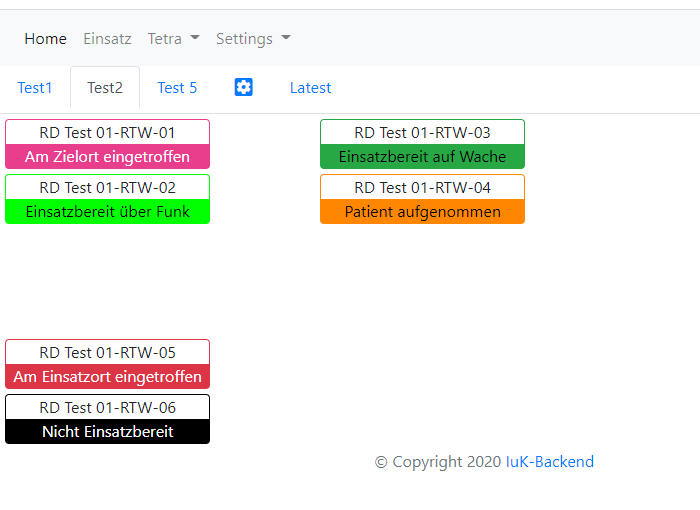 Home Einsatz Tetra Settings
Test1 Test2 Test 5 Latest
RD Test 01-RTW-01
Am Zielort eingetroffen
RD Test 01-RTW-02
Einsatzbereit über Funk
RD Test 01-RTW-03
Einsatzbereit auf Wache
RD Test 01-RTW-04
Patient aufgenommen
RD Test 01-RTW-05
Am Einsatzort eingetroffen
RD Test 01-RTW-06
Nicht Einsatzbereit
© Copyright 2020 IuK-Backend